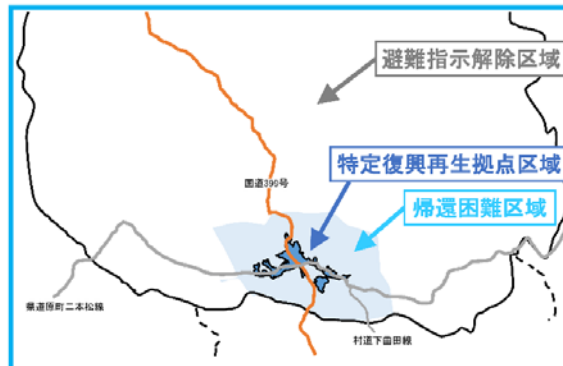 避難指示解除区域
特定復興再生拠点区域
国道399号
帰還困難区域
県道原町二本松線
村道下曲田線